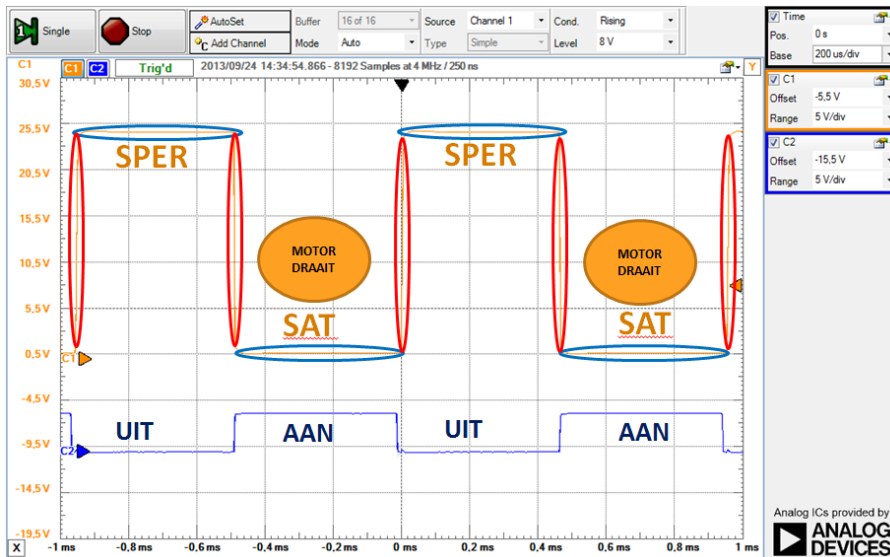 Single
Stop
AutoSet
Add Channel
Buffer 16 of 16
Mode Auto
Source Channel 1
Type Simple
Cond. Rising
Level 8 V
Time
Pos. 0 s
Base 200 us/div
C1
Offset -5,5 V
Range 5 V/div
C2
Offset -15,5 V
Range 5 V/div
C1 C1 C2 Trig'd 2013/09/24 14:34:54.866 - 8192 Samples at 4 MHz / 250 ns Y
30,5 V
25,5 V
20,5 V
15,5 V
10,5 V
5,5 V
0,5 V
-4,5 V
-9,5 V
-14,5 V
-19,5 V
SPER
SPER
MOTOR
DRAAIT
MOTOR
DRAAIT
SAT
SAT
C1
UIT
AAN
UIT
AAN
C2
X -1 ms -0,8 ms -0,6 ms -0,4 ms -0,2 ms 0 ms 0,2 ms 0,4 ms 0,6 ms 0,8 ms 1 ms
Analog ICs provided by
ANALOG
DEVICES